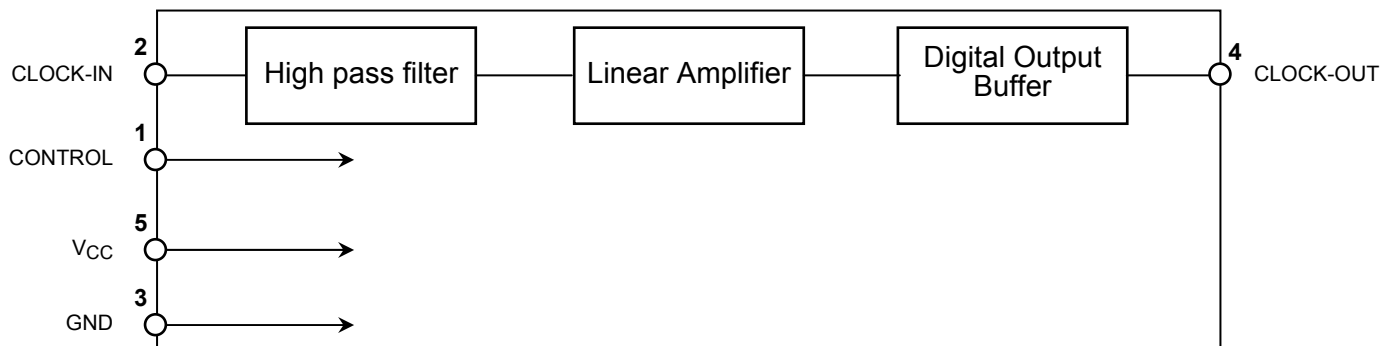 2
CLOCK-IN
High pass filter
Linear Amplifier
Digital Output
Buffer
4
CLOCK-OUT
1
CONTROL
5
VCC
3
GND